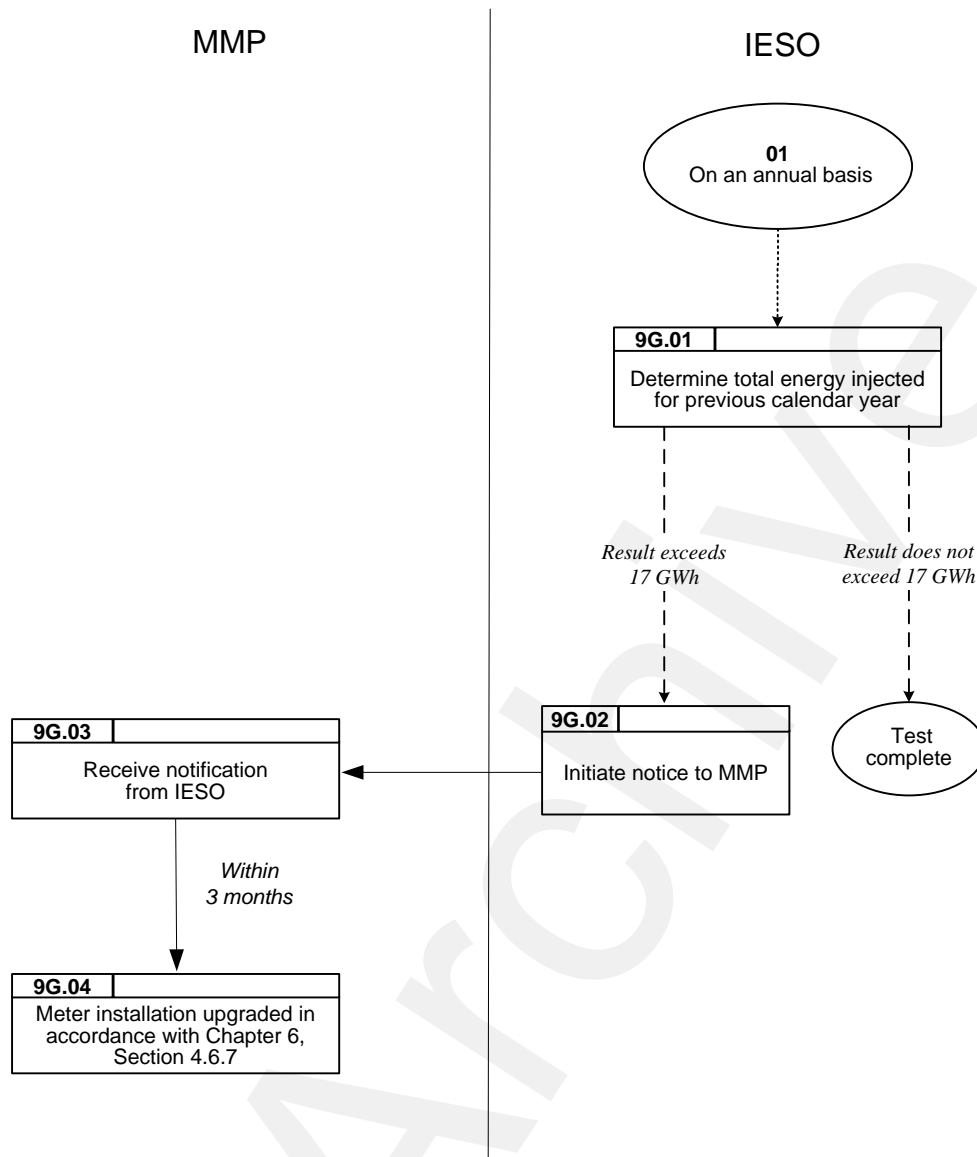 MMP
IESO
01
On an annual basis
9G.01
Determine total energy injected
for previous calendar year
Result exceeds
17 GWh
Result does not
exceed 17 GWh
9G.02
Initiate notice to MMP
Test
complete
9G.03
Receive notification
from IESO
Within
3 months
9G.04
Meter installation upgraded in
accordance with Chapter 6,
Section 4.6.7
Archive